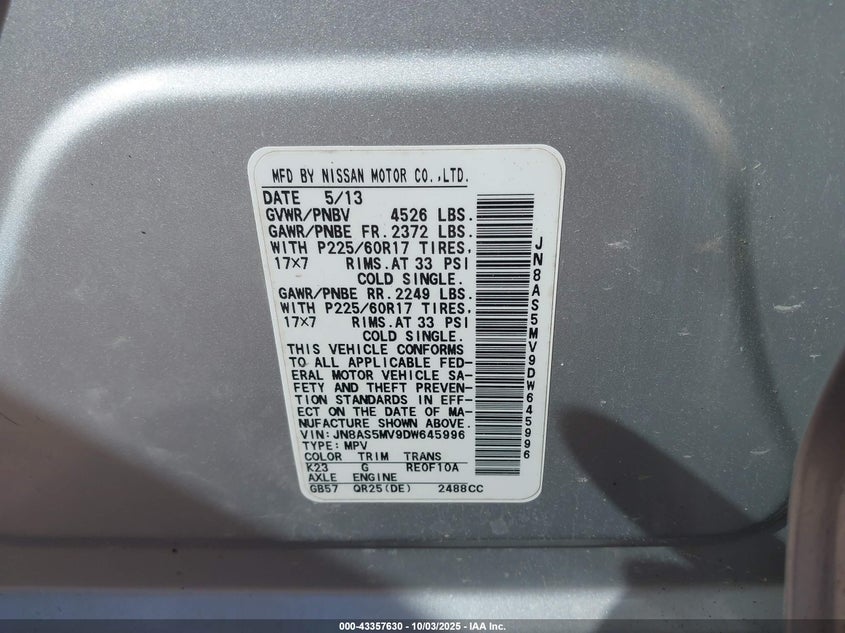 MFD BY NISSAN MOTOR CO.,LTD.
DATE 5/13
GVWR/PNBV 4526 LBS.
GAWR/PNBE FR. 2372 LBS.
WITH P225/60R17 TIRES,
17×7 RIMS.AT 33 PSI
COLD SINGLE.
GAWR/PNBE RR. 2249 LBS.
WITH P225/60R17 TIRES,
17×7 RIMS.AT 33 PSI
COLD SINGLE.
THIS VEHICLE CONFORMS
TO ALL APPLICABLE FED-
ERAL MOTOR VEHICLE SA-
FETY AND THEFT PREVEN-
TION STANDARDS IN EFF-
ECT ON THE DATE OF MA-
NUFACTURE SHOWN ABOVE.
VIN: JN8AS5MV9DW645996
TYPE: MPV
COLOR TRIM TRANS
K23 G RE0F10A
AXLE ENGINE
GB57 QR25(DE) 2488CC
JN8AS5MV9DW645996
000-43357630 - 10/03/2025 - IAA Inc.